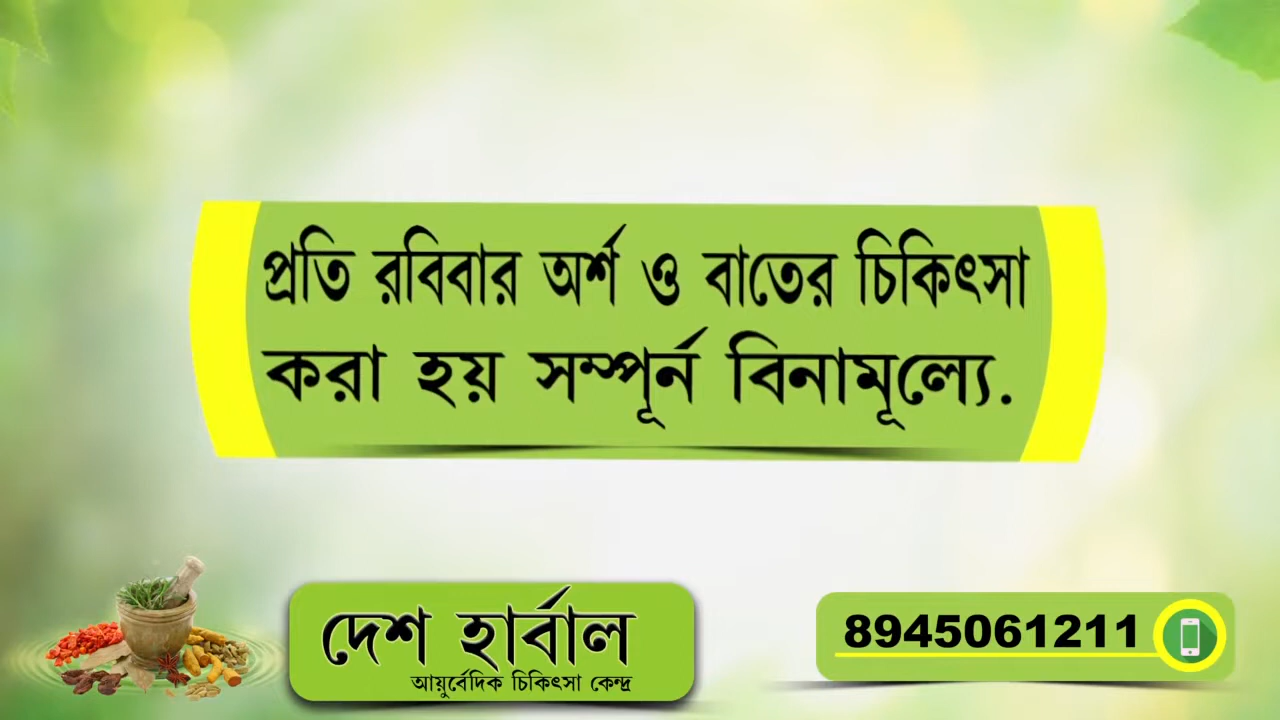 প্রতি রবিবার অর্শ ও বাতের চিকিৎসা
করা হয় সম্পূর্ন বিনামূল্যে.
দেশ হার্বাল
আয়ুর্বেদিক চিকিৎসা কেন্দ্র
8945061211